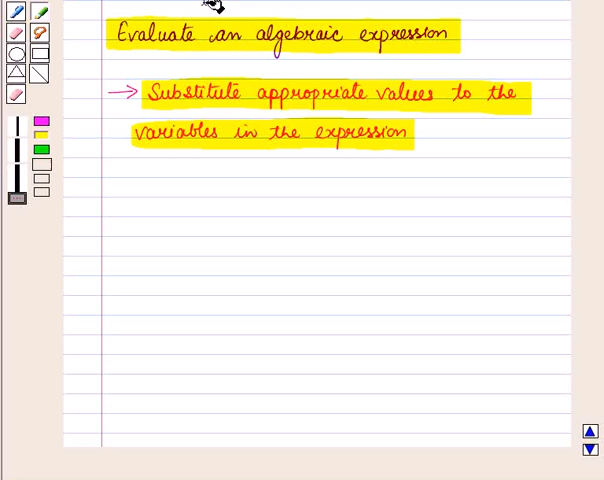 Evaluate an algebraic expression
→ Substitute appropriate values to the
variables in the expression